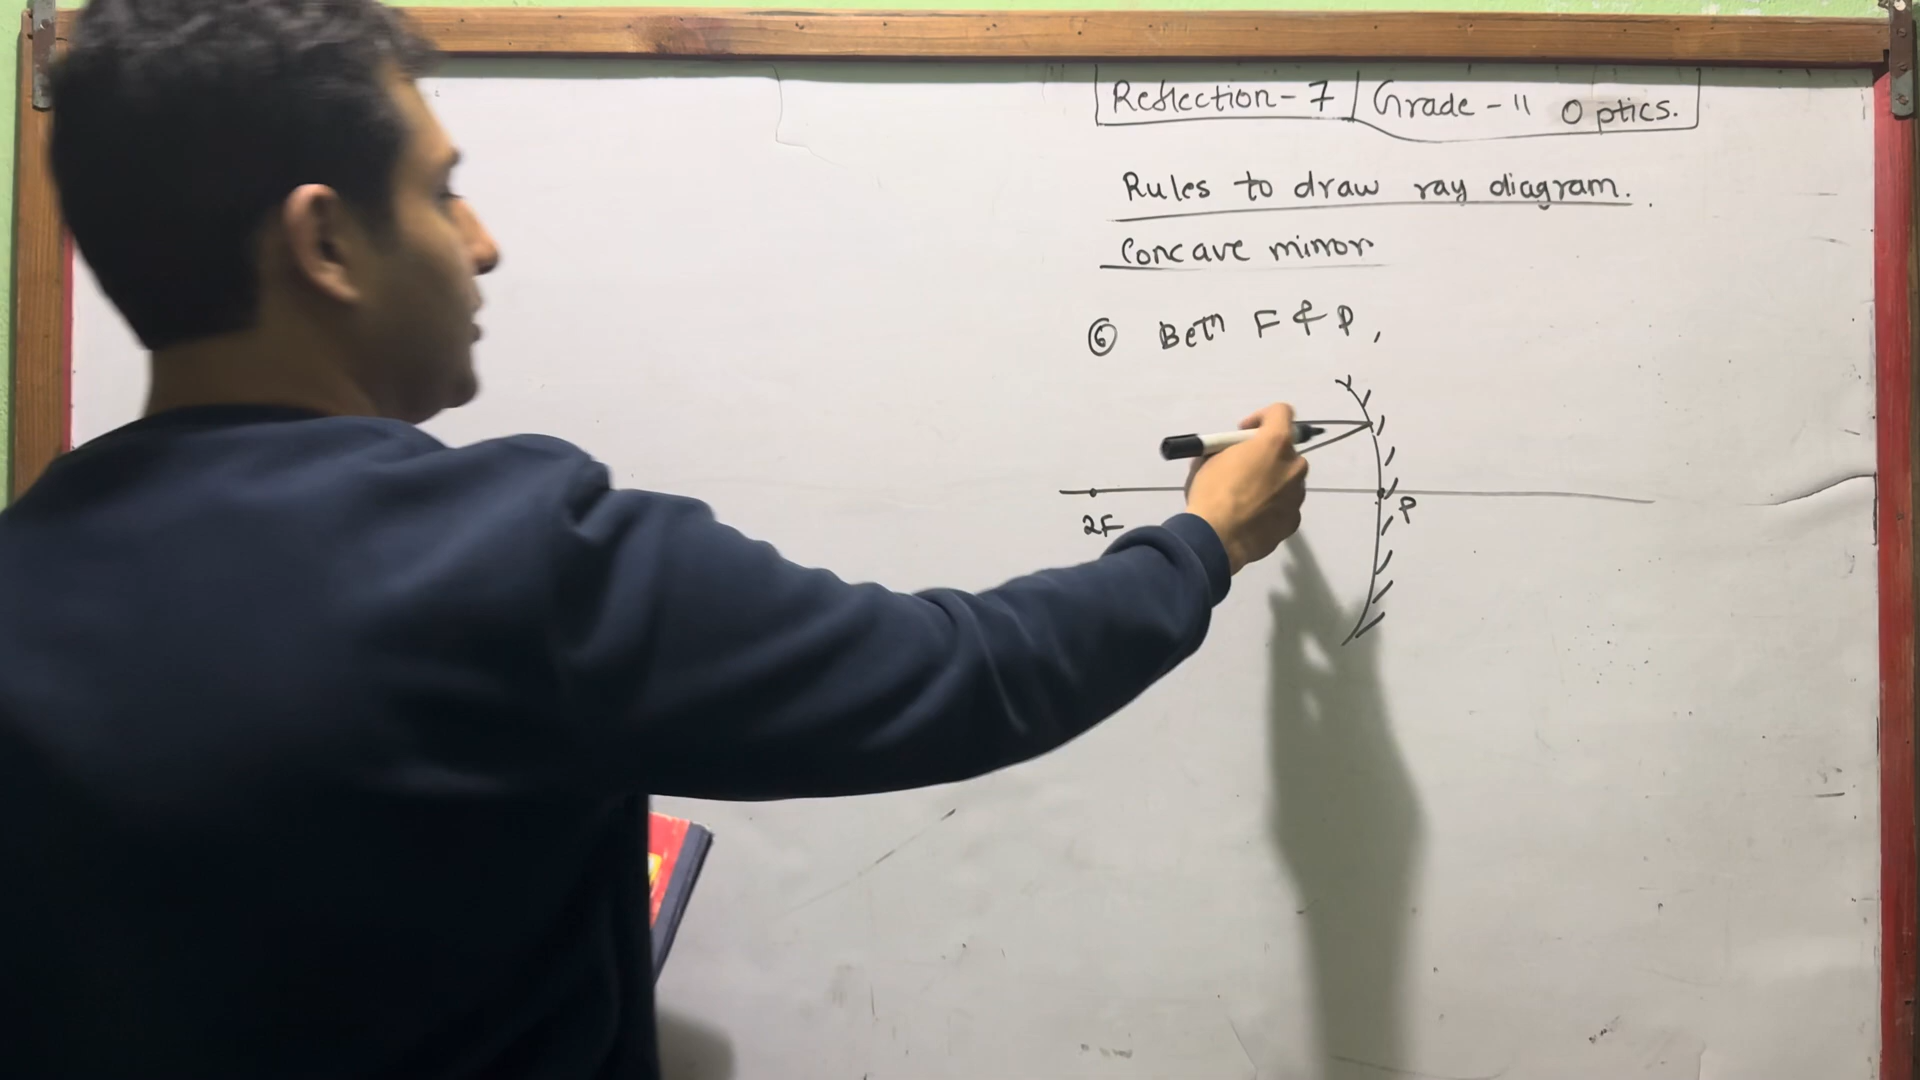 Reflection-7 Grade-11 Optics.
Rules to draw ray diagram.
Concave mirror
⑥ Betn F & P,
2F
P